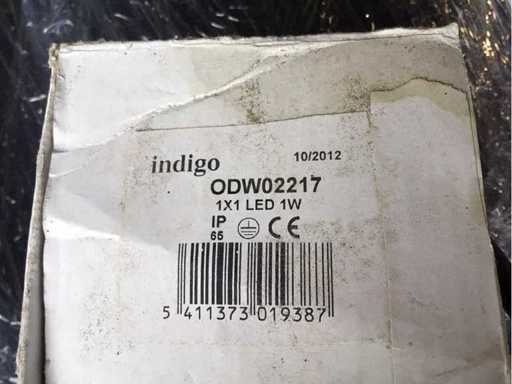 indigo 10/2012
ODW02217
1X1 LED 1W
IP
65 CE
5 411373 019387